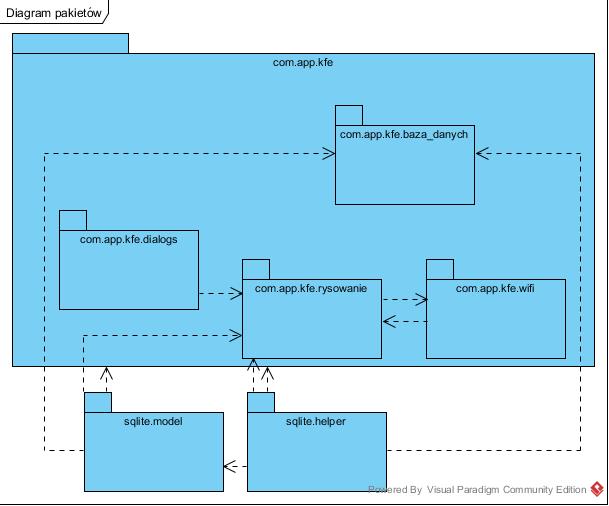 Diagram pakietów
com.app.kfe
com.app.kfe.baza_danych
com.app.kfe.dialogs
com.app.kfe.rysowanie
com.app.kfe.wifi
sqlite.model
sqlite.helper
Powered By Visual Paradigm Community Edition